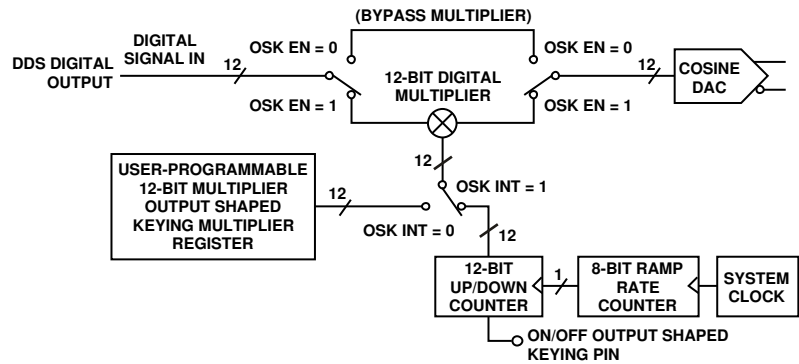 (BYPASS MULTIPLIER)
DIGITAL
SIGNAL IN
OSK EN = 0
OSK EN = 0
DDS DIGITAL
OUTPUT
12
12-BIT DIGITAL
MULTIPLIER
12
COSINE
DAC
OSK EN = 1
OSK EN = 1
12
USER-PROGRAMMABLE
12-BIT MULTIPLIER
OUTPUT SHAPED
KEYING MULTIPLIER
REGISTER
12
OSK INT = 1
OSK INT = 0
12
12-BIT
UP/DOWN
COUNTER
1
8-BIT RAMP
RATE
COUNTER
SYSTEM
CLOCK
ON/OFF OUTPUT SHAPED
KEYING PIN